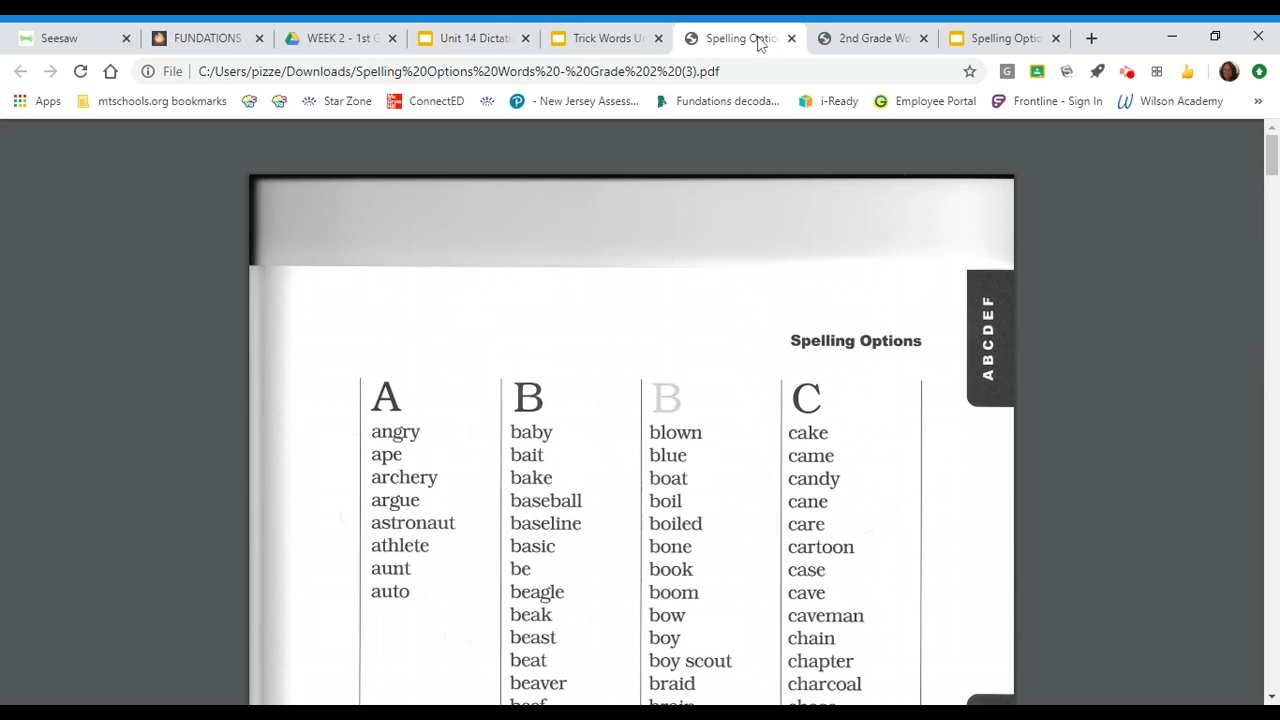 Seesaw
FUNDATIONS
WEEK 2 - 1st G
Unit 14 Dictati
Trick Words U
Spelling Optio
2nd Grade Wo
Spelling Optio
File C:/Users/pizze/Downloads/Spelling%20Options%20Words%20-%20Grade%202%20(3).pdf
Apps
mtschools.org bookmarks
Star Zone
ConnectED
- New Jersey Assess...
Fundations decoda...
i-Ready
Employee Portal
Frontline - Sign In
Wilson Academy
»
A B C D E F
Spelling Options
A
angry
ape
archery
argue
astronaut
athlete
aunt
auto
B
baby
bait
bake
baseball
baseline
basic
be
beagle
beak
beast
beat
beaver
beef
B
blown
blue
boat
boil
boiled
bone
book
boom
bow
boy
boy scout
braid
brain
C
cake
came
candy
cane
care
cartoon
case
cave
caveman
chain
chapter
charcoal